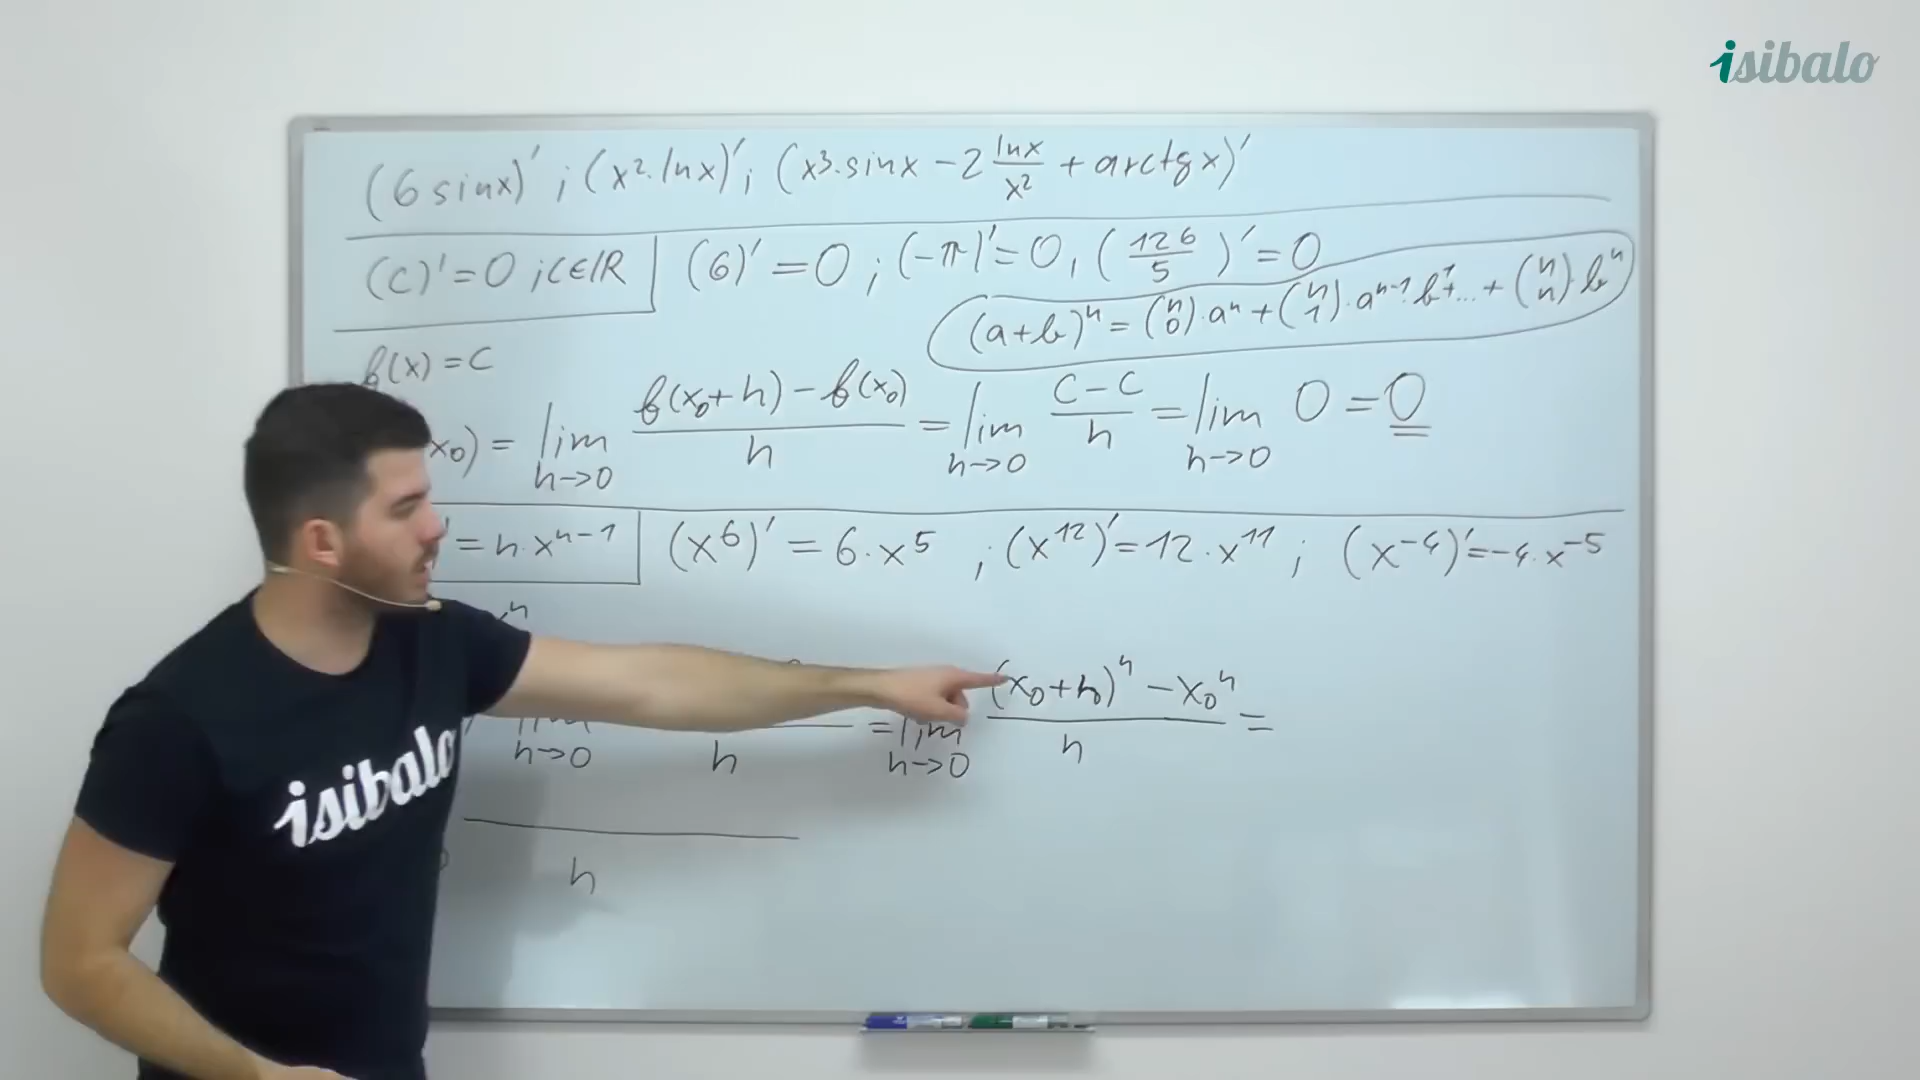 isibalo
(6 sinx)' ; (x²·lnx)' ; (x³·sinx − 2 lnx/x² + arctgx)'
(c)' = 0 ; c∈ℝ (6)' = 0 ; (−π)' = 0, (126/5)' = 0
(a+b)ⁿ = (n 0)·aⁿ + (n 1)·aⁿ⁻¹·b¹+...+ (n n)·bⁿ
f(x) = c
x₀) = lim h→0 f(x₀+h) − f(x₀)/h = lim h→0 c−c/h = lim h→0 0 = 0
' = n·xⁿ⁻¹ (x⁶)' = 6·x⁵ ; (x¹²)' = 12·x¹¹ ; (x⁻⁴)' = −4·x⁻⁵
n
lim h→0 h = lim h→0 (x₀+h)ⁿ − x₀ⁿ/h =
h
isibalo